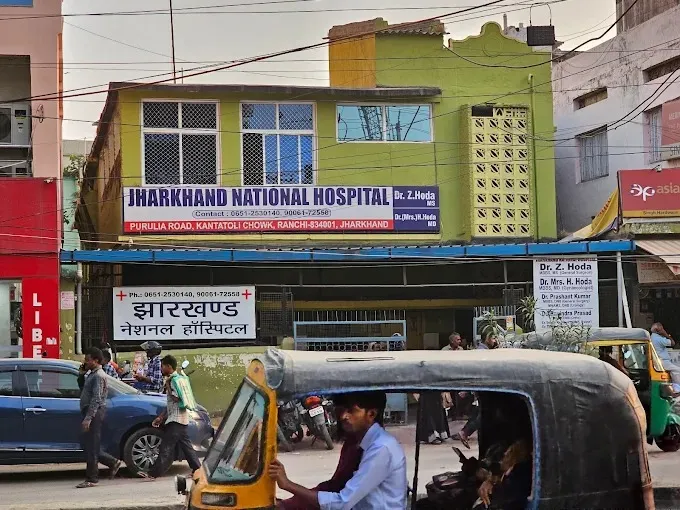 JHARKHAND NATIONAL HOSPITAL
Contact : 0651-2530140, 90061-72558
PURULIA ROAD, KANTATOLI CHOWK, RANCHI-834001, JHARKHAND
Dr. Z.Hoda
MS
Dr.(Mrs)H.Hoda
MD
Ph.: 0651-2530140, 90061-72558
झारखण्ड
नेशनल हॉस्पिटल
Dr. Z. Hoda
Dr. Mrs. H. Hoda
Dr. Prashant Kumar
Prasad
LIBE
asia